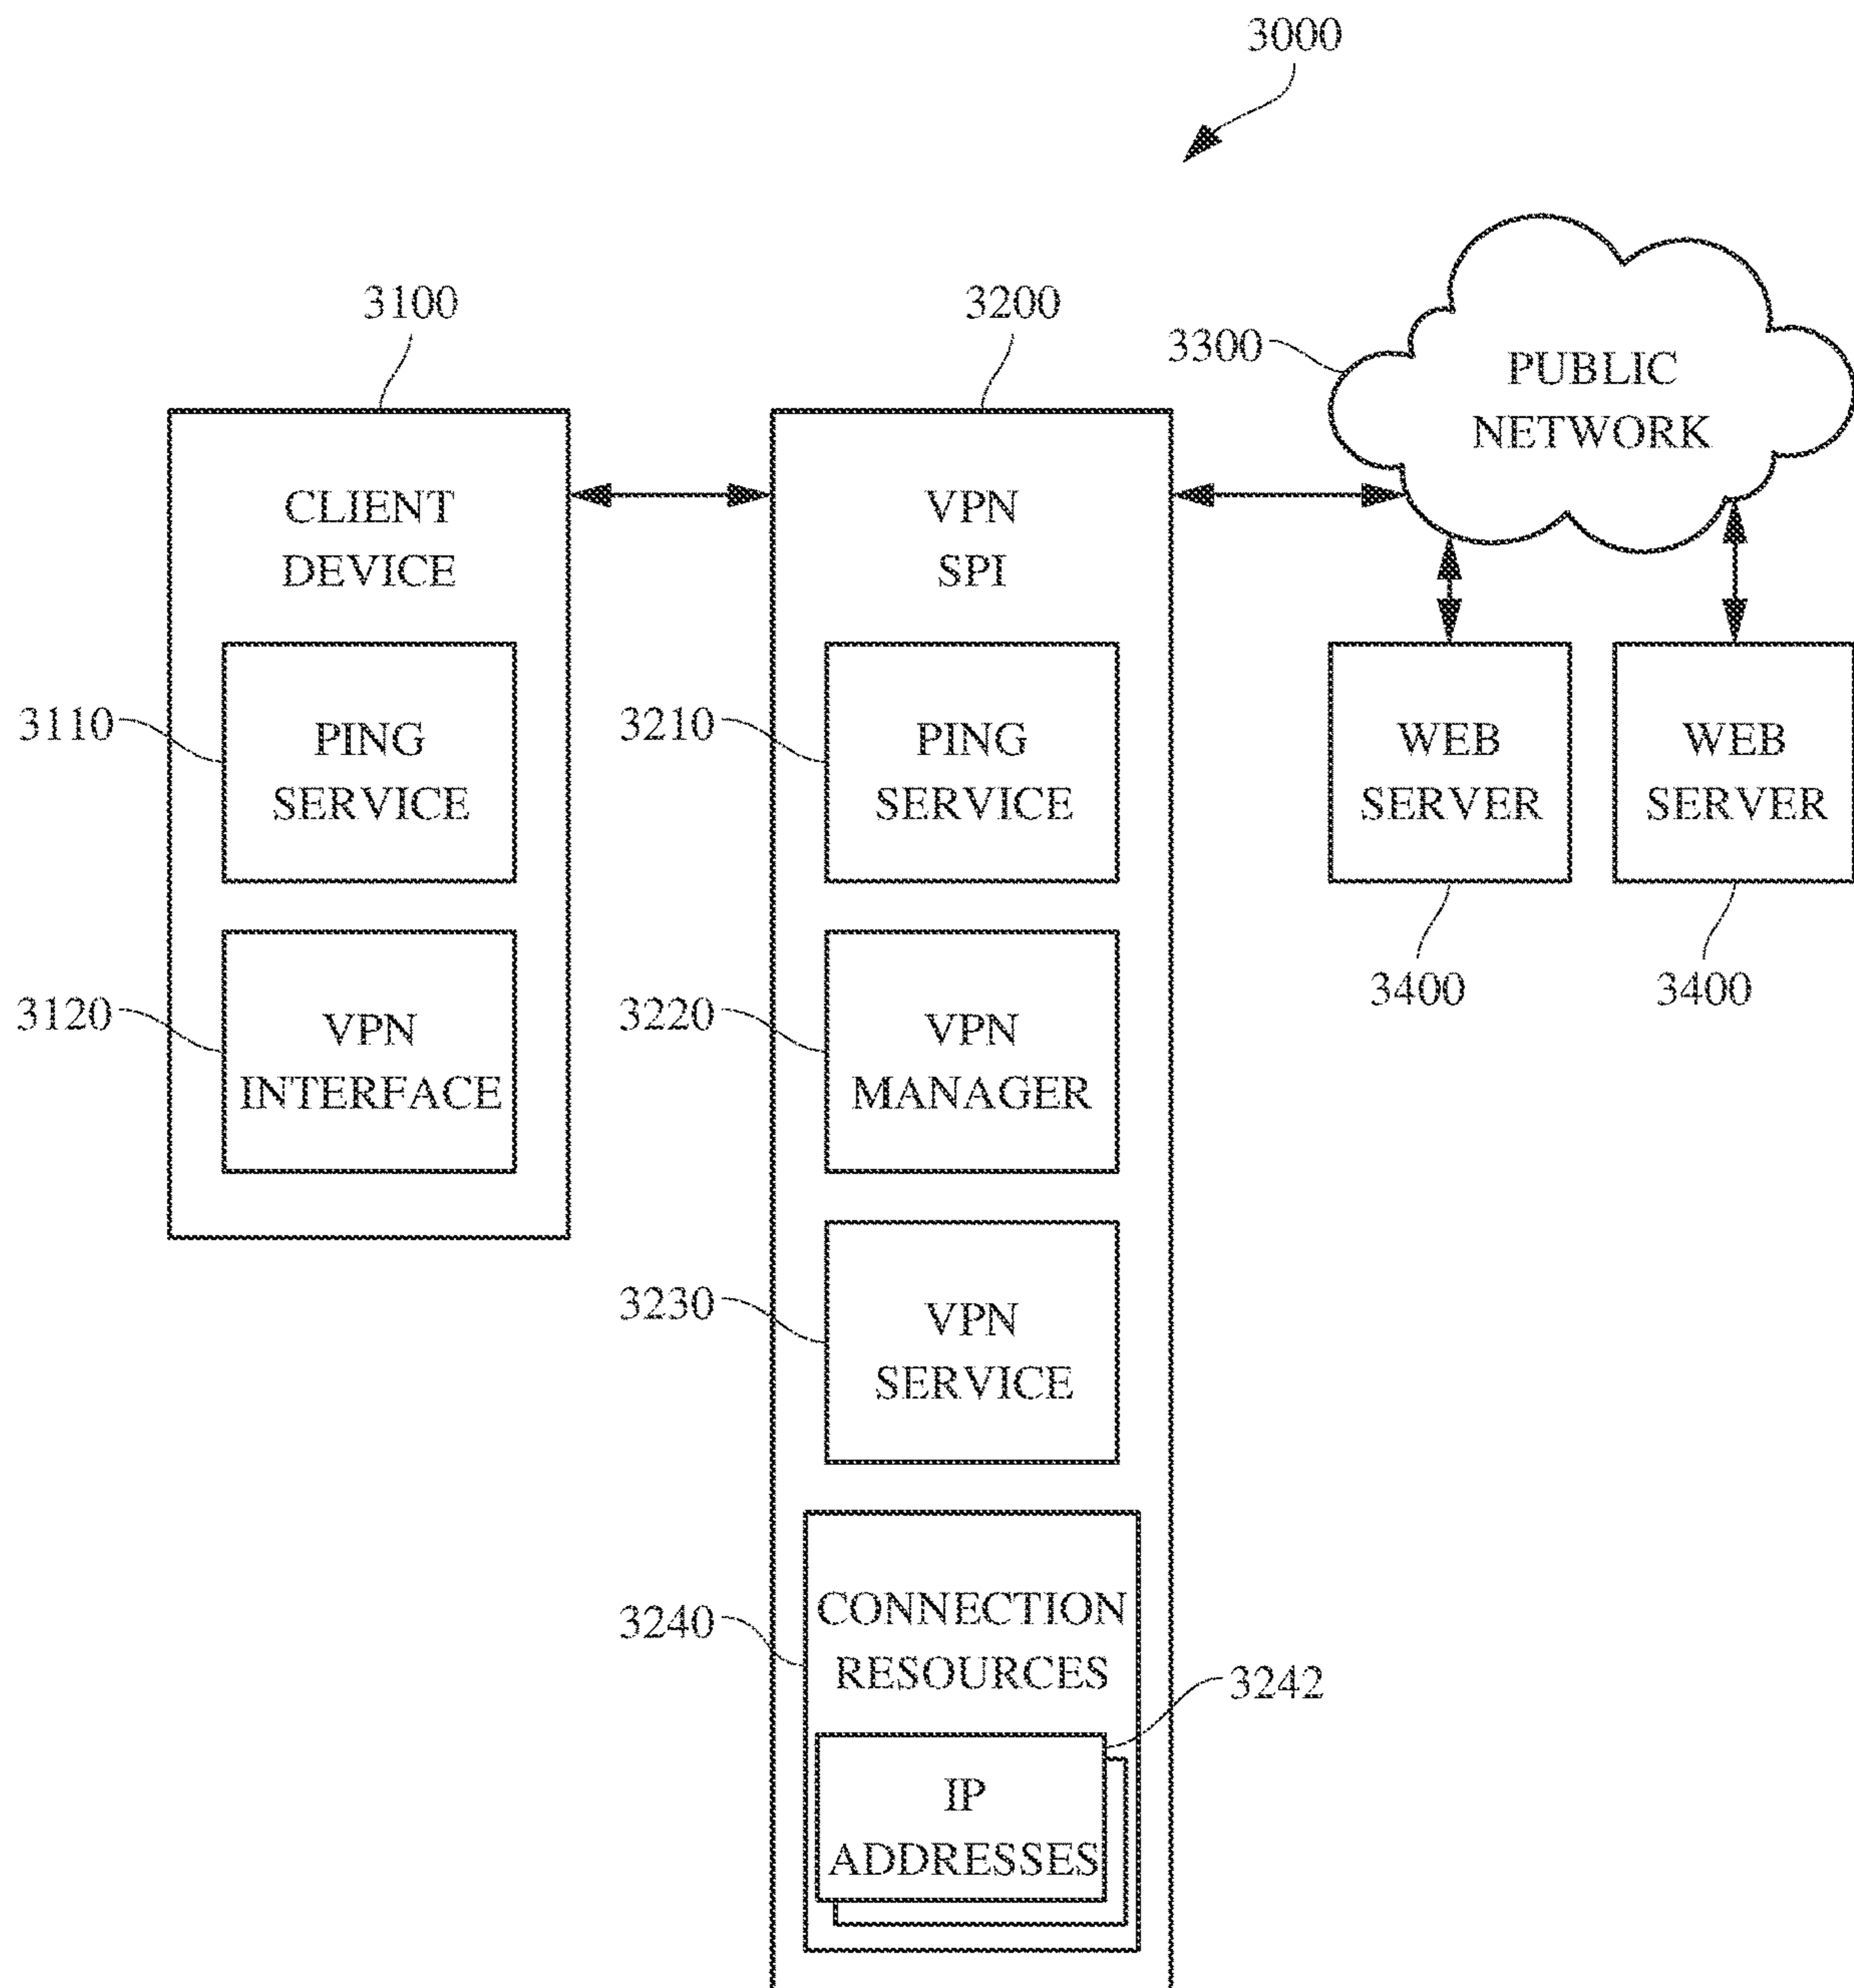 3000
3100
3200
3300
PUBLIC
NETWORK
CLIENT
DEVICE
VPN
SPI
3110
PING
SERVICE
3210
PING
SERVICE
WEB
SERVER
WEB
SERVER
3400
3400
3120
VPN
INTERFACE
3220
VPN
MANAGER
3230
VPN
SERVICE
3240
CONNECTION
RESOURCES
3242
IP
ADDRESSES